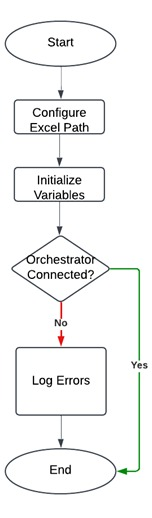 Start
Configure
Excel Path
Initialize
Variables
Orchestrator
Connected?
No
Yes
Log Errors
End